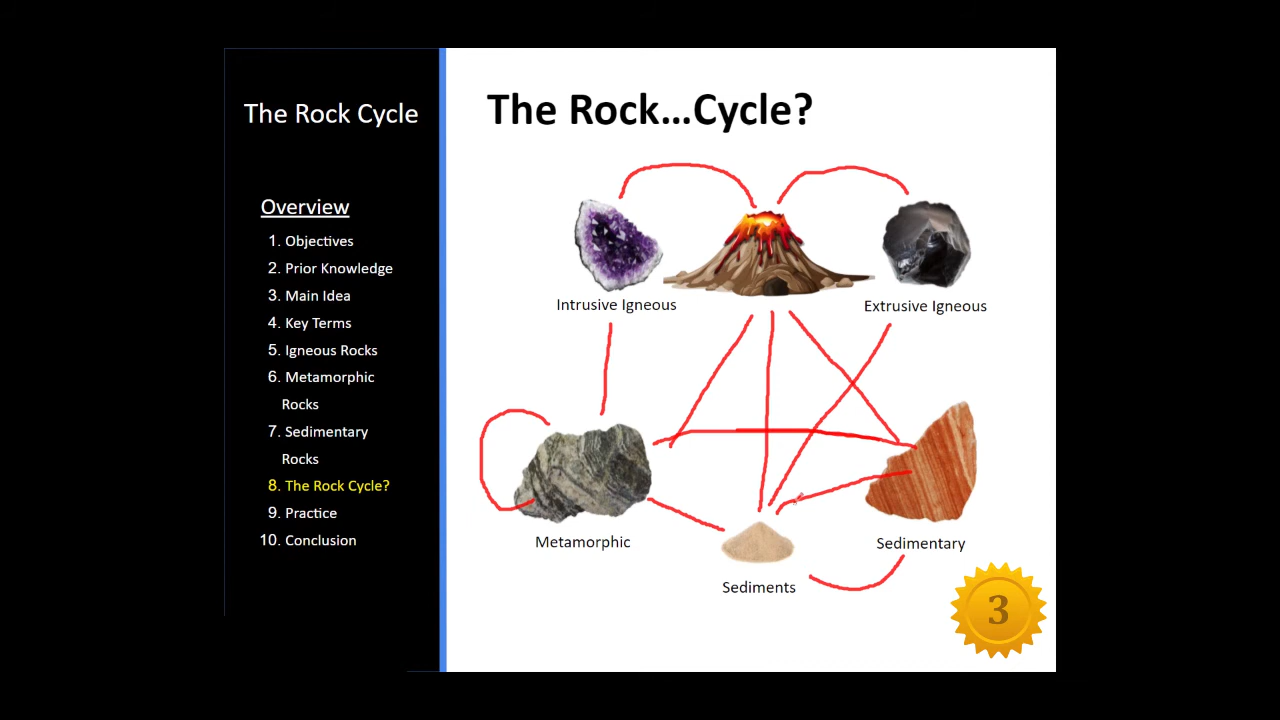 The Rock Cycle
Overview
1. Objectives
2. Prior Knowledge
3. Main Idea
4. Key Terms
5. Igneous Rocks
6. Metamorphic
Rocks
7. Sedimentary
Rocks
8. The Rock Cycle?
9. Practice
10. Conclusion
The Rock...Cycle?
Intrusive Igneous
Extrusive Igneous
Metamorphic
Sedimentary
Sediments
3